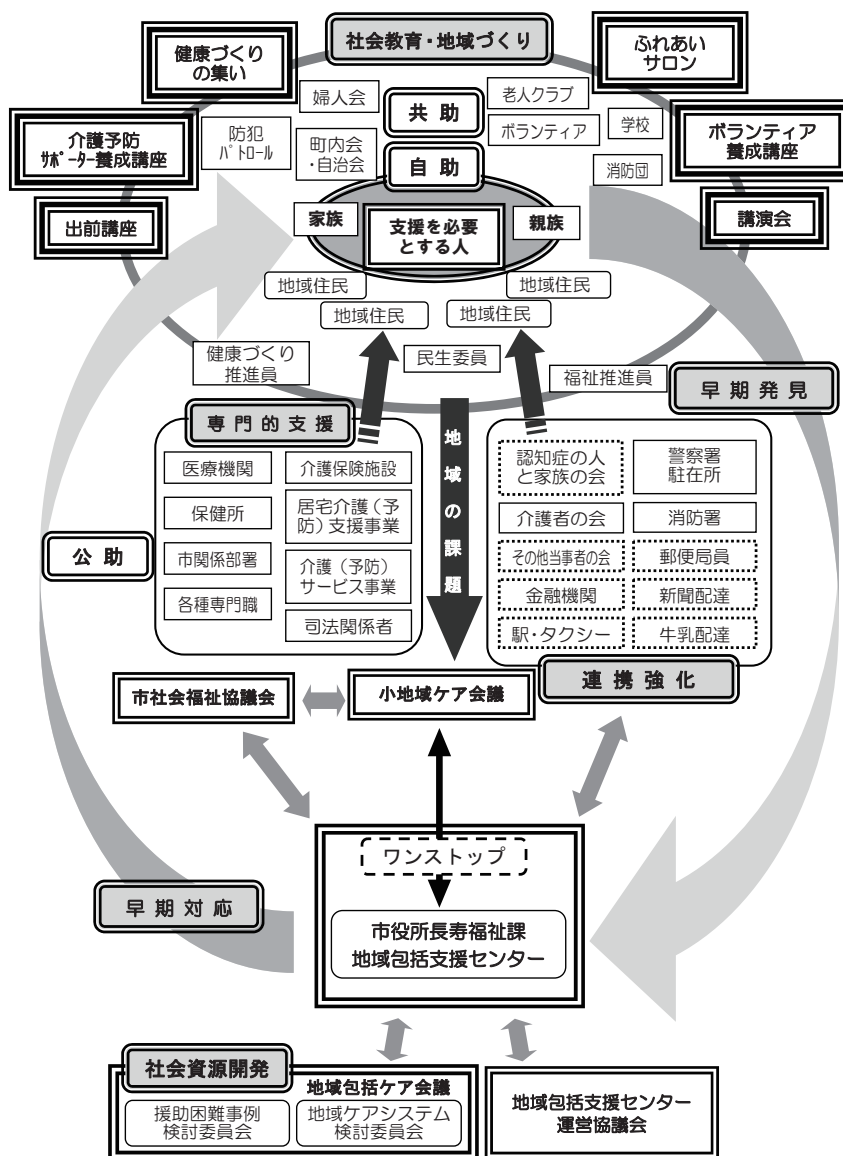 社会教育・地域づくり
健康づくり
の集い
ふれあい
サロン
婦人会
共 助
老人クラブ
介護予防
ｻﾎﾟｰﾀｰ養成講座
防犯
ﾊﾟﾄﾛｰﾙ
町内会
・自治会
ボランティア
学校
ボランティア
養成講座
自 助
消防団
出前講座
家族
支援を必要
とする人
親族
講演会
地域住民
地域住民
地域住民
地域住民
健康づくり
推進員
民生委員
福祉推進員
早 期 発 見
専門的支援
地域の課題
医療機関
介護保険施設
保健所
居宅介護（予
防）支援事業
市関係部署
介護（予防）
サービス事業
各種専門職
司法関係者
公 助
認知症の人
と家族の会
警察署
駐在所
介護者の会
消防署
その他当事者の会
郵便局員
金融機関
新聞配達
駅・タクシー
牛乳配達
連 携 強 化
市社会福祉協議会
小地域ケア会議
ワンストップ
早 期 対 応
市役所長寿福祉課
地域包括支援センター
社会資源開発
地域包括ケア会議
援助困難事例
検討委員会
地域ケアシステム
検討委員会
地域包括支援センター
運営協議会